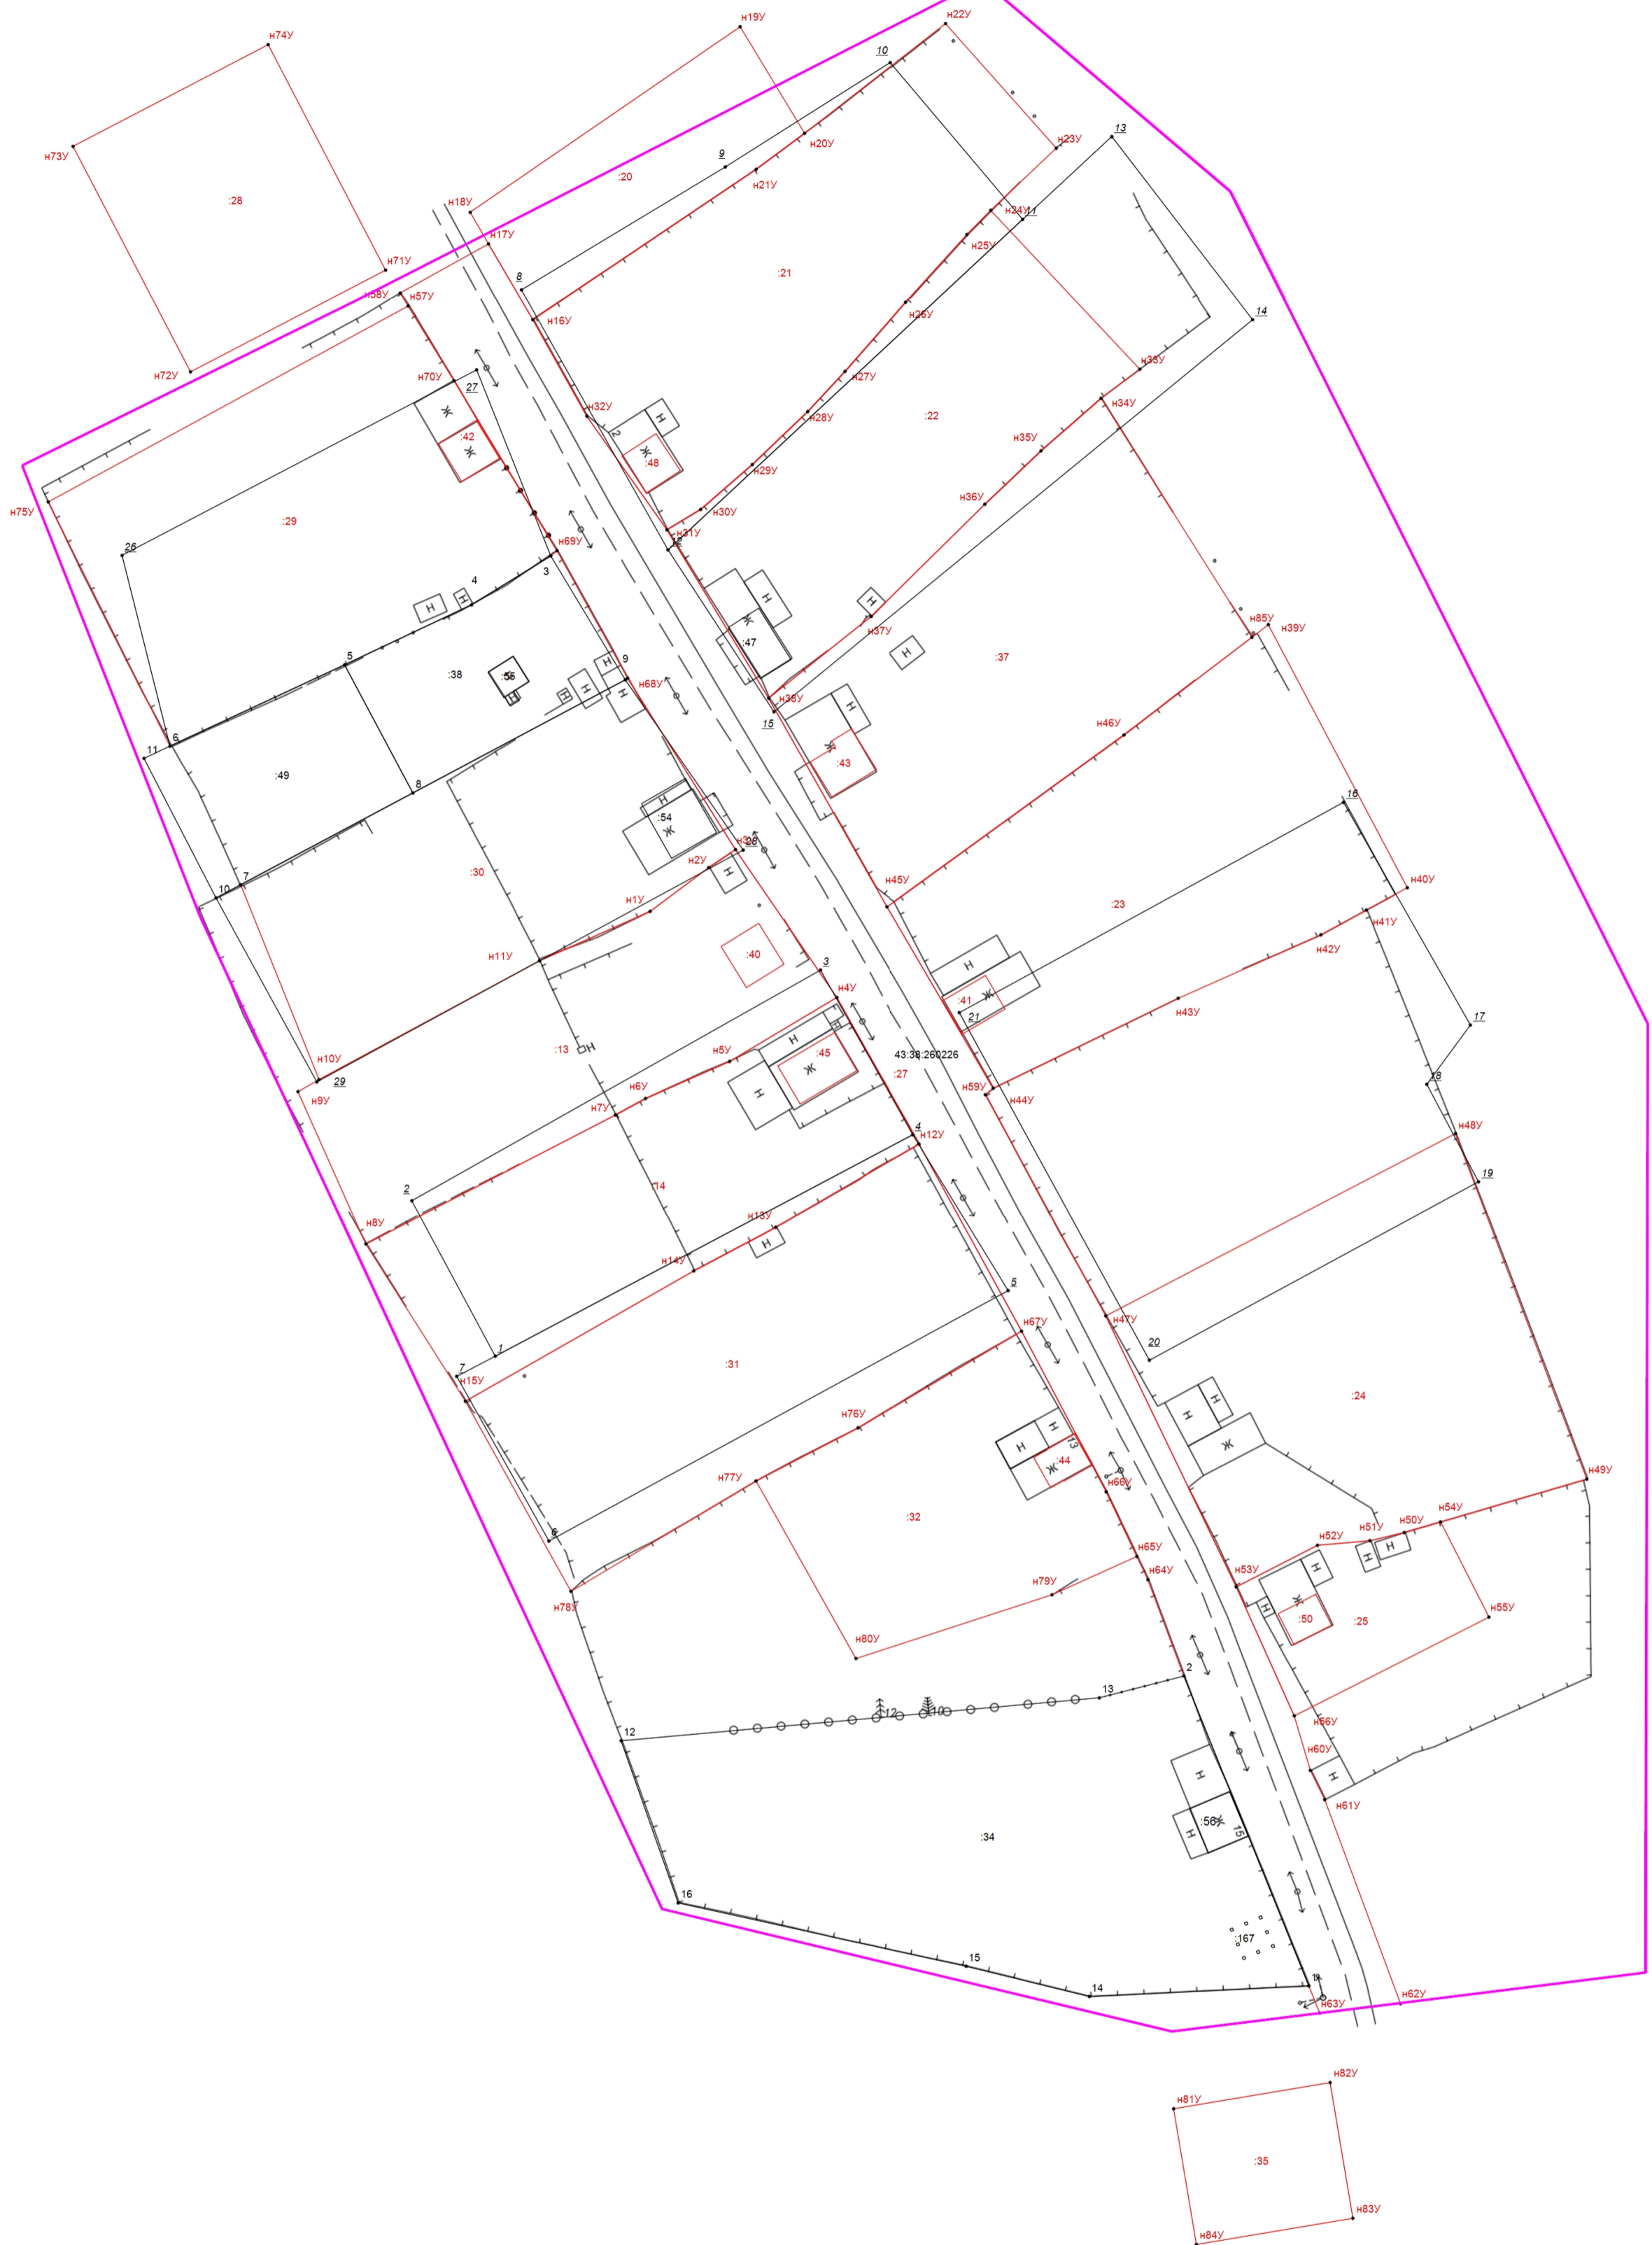 н22У
н19У
н74У
10
13
н23У
н20У
н73У
9
н21У
:20
:28
н18У
н24У
11
н17У
н25У
н71У
:21
8
14
н58У
н57У
н26У
н16У
н33У
н72У
н27У
н70У
27
н34У
Ж
н32У
Н
н28У
:22
:42
2
н35У
Ж
Ж
:48
н29У
н75У
н36У
н30У
:29
н31У
12
н69У
26
3
4
Н
Н
Н
Н
н85У
н39У
н37У
Ж
:47
Н
:37
5
9
Н
:38
:55
Н
Н
Н
Н
н68У
н38У
15
Н
н46У
6
11
Ж
:43
:49
8
16
Н
:54
Ж
28
н2У
Н
:30
н45У
н40У
7
10
н1У
:23
н41У
н42У
:40
н11У
Н
3
Ж
:41
н4У
н43У
21
17
Н
Н
43:38:260226
:13
Н
н5У
:45
Ж
:27
н10У
29
н6У
н59У
н44У
18
н9У
Н
н7У
4
н12У
н48У
19
:14
2
н8У
н13У
Н
н14У
5
н67У
н47У
20
1
7
н15У
:31
:24
н76У
Н
Н
Н
Н
13
Ж
Ж
:44
н77У
н49У
н66У
:32
н54У
н50У
н51У
н52У
Н
Н
6
н65У
н53У
Н
н64У
н79У
Ж
н78У
Н
:50
:25
н55У
н80У
2
13
12
12
10
н56У
н60У
Н
Н
н61У
:56
Ж
15
Н
:34
16
:167
15
14
1
н62У
н63У
н82У
н81У
:35
н83У
н84У